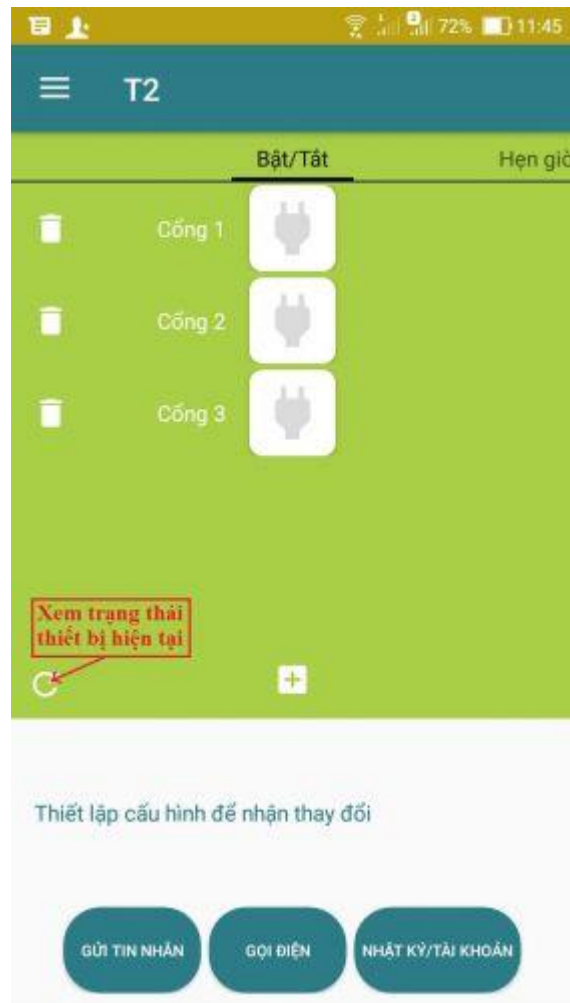 72% 11:45
T2
Bật/Tắt Hẹn giờ
Cổng 1
Cổng 2
Cổng 3
Xem trạng thái
thiết bị hiện tại
Thiết lập cấu hình để nhận thay đổi
GỬI TIN NHẮN GỌI ĐIỆN NHẬT KÝ/TÀI KHOẢN